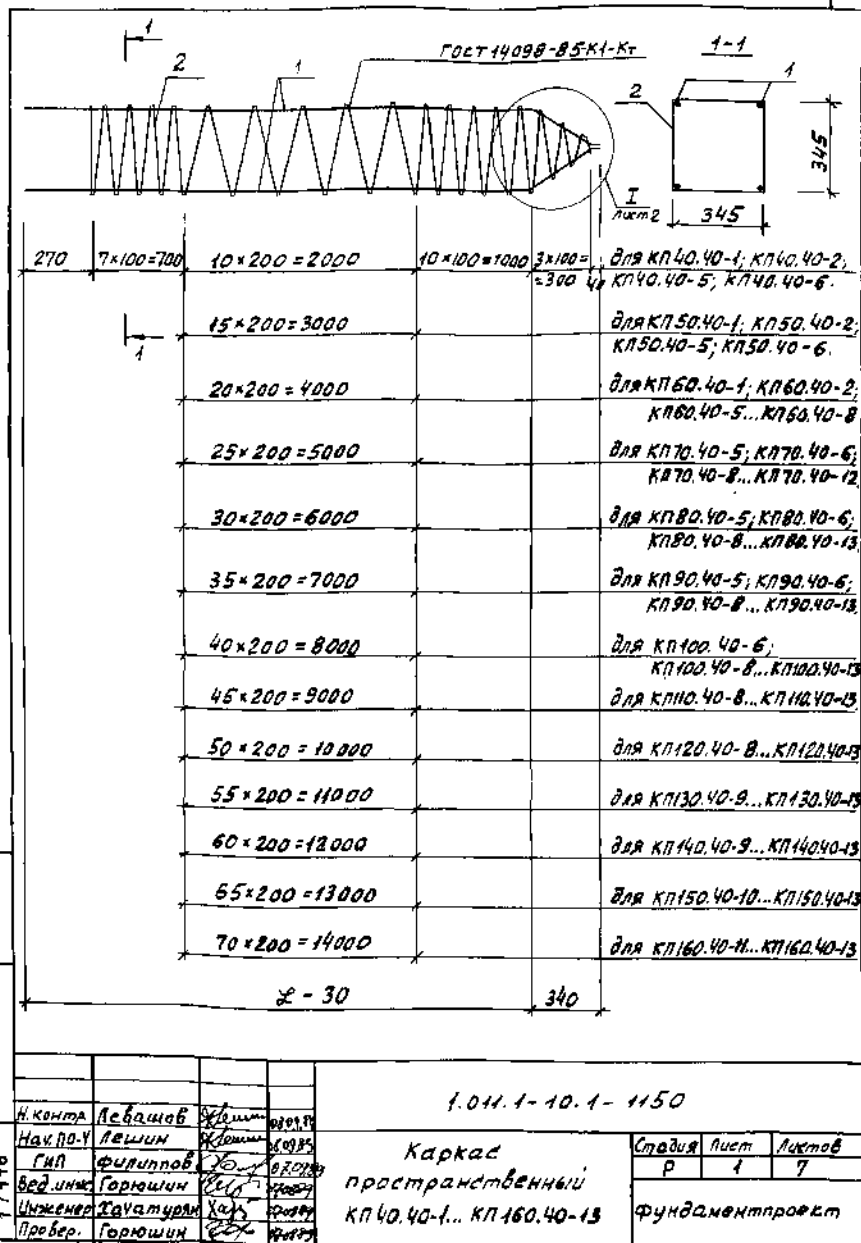 1
2
1
ГОСТ 14098-85-К1-Кт
1-1
2
1
345
345
I
лист 2
270
7×100=700
10×200=2000
10×100=1000
3×100=
=300
для КП40.40-1; КП40.40-2;
КП40.40-5; КП40.40-6.
1
15×200=3000
для КП50.40-1; КП50.40-2;
КП50.40-5; КП50.40-6.
20×200=4000
для КП60.40-1; КП60.40-2;
КП60.40-5...КП60.40-8
25×200=5000
для КП70.40-5; КП70.40-6;
КП70.40-8...КП70.40-12
30×200=6000
для КП80.40-5; КП80.40-6;
КП80.40-8...КП80.40-13
35×200=7000
для КП90.40-5; КП90.40-6;
КП90.40-8...КП90.40-13
40×200=8000
для КП100.40-6;
КП100.40-8...КП100.40-13
45×200=9000
для КП110.40-8...КП110.40-13
50×200=10000
для КП120.40-8...КП120.40-13
55×200=11000
для КП130.40-9...КП130.40-13
60×200=12000
для КП140.40-9...КП140.40-13
65×200=13000
для КП150.40-10...КП150.40-13
70×200=14000
для КП160.40-11...КП160.40-13
L-30
340
1.011.1-10.1-1150
Н. контр Левашов
Нач. ПО-4 Лешин
ГИП Филиппов
Вед. инж Горюшин
Инженер Хачатурян
Провер. Горюшин
Каркас
пространственный
КП40.40-1...КП160.40-13
Стадия Лист Листов
Р 1 7
фундаментпроект